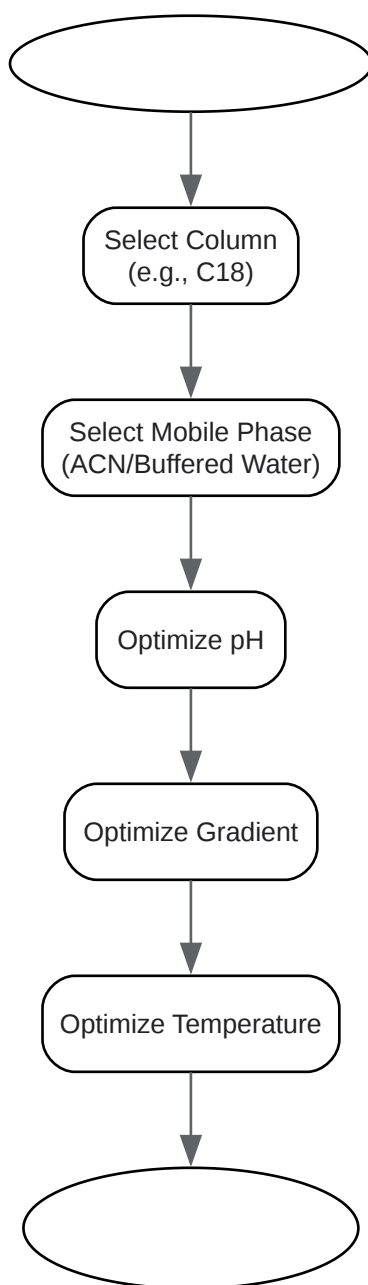 Select Column
(e.g., C18)
Select Mobile Phase
(ACN/Buffered Water)
Optimize pH
Optimize Gradient
Optimize Temperature